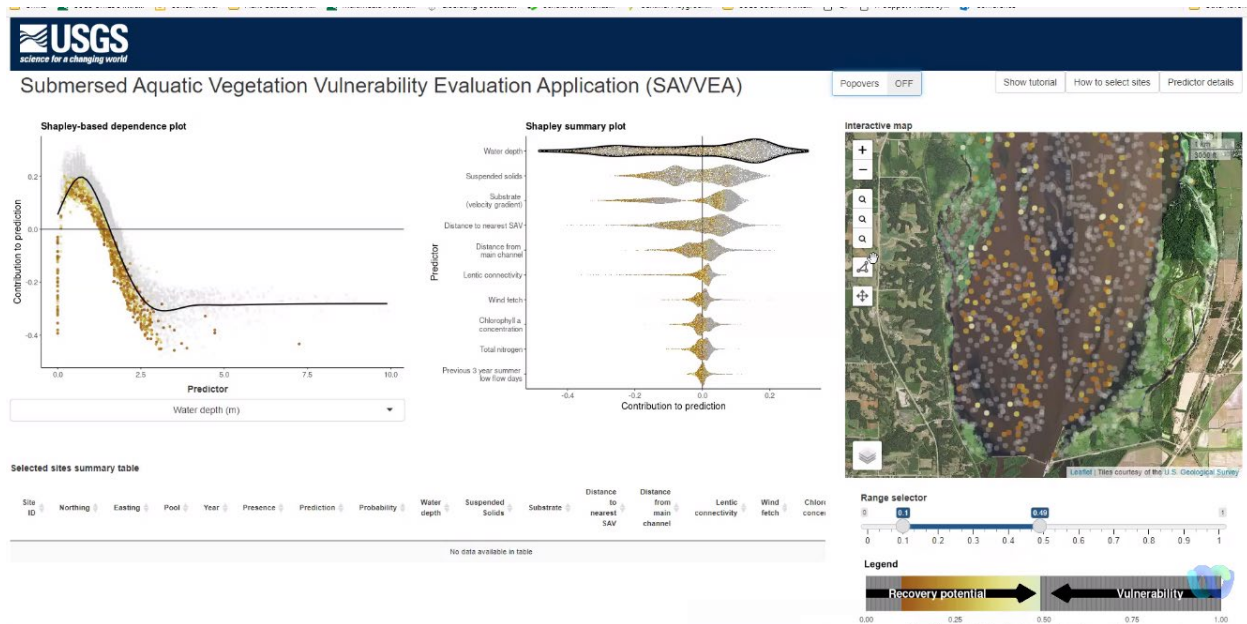 USGS
science for a changing world
Submersed Aquatic Vegetation Vulnerability Evaluation Application (SAVVEA)
Popovers OFF
Show tutorial How to select sites Predictor details
Shapley-based dependence plot
0.2
0.0
-0.2
-0.4
Contribution to prediction
0.0 2.5 5.0 7.5 10.0
Predictor
Water depth (m)
Shapley summary plot
Predictor
Water depth
Suspended solids
Substrate
(velocity gradient)
Distance to nearest SAV
Distance from
main channel
Lentic connectivity
Wind fetch
Chlorophyll a
concentration
Total nitrogen
Previous 3 year summer
low flow days
-0.4 -0.2 0.0 0.2
Contribution to prediction
Interactive map
+
−
1 km
3000 ft
Leaflet | Tiles courtesy of the U.S. Geological Survey
Selected sites summary table
Site ID Northing Easting Pool Year Presence Prediction Probability Water depth Suspended Solids Substrate Distance to nearest SAV Distance from main channel Lentic connectivity Wind fetch
No data available in table
Range selector
0 0.1 0.49 1
0 0.1 0.2 0.3 0.4 0.5 0.6 0.7 0.8 0.9 1
Legend
Recovery potential Vulnerability
0.00 0.25 0.50 0.75 1.00